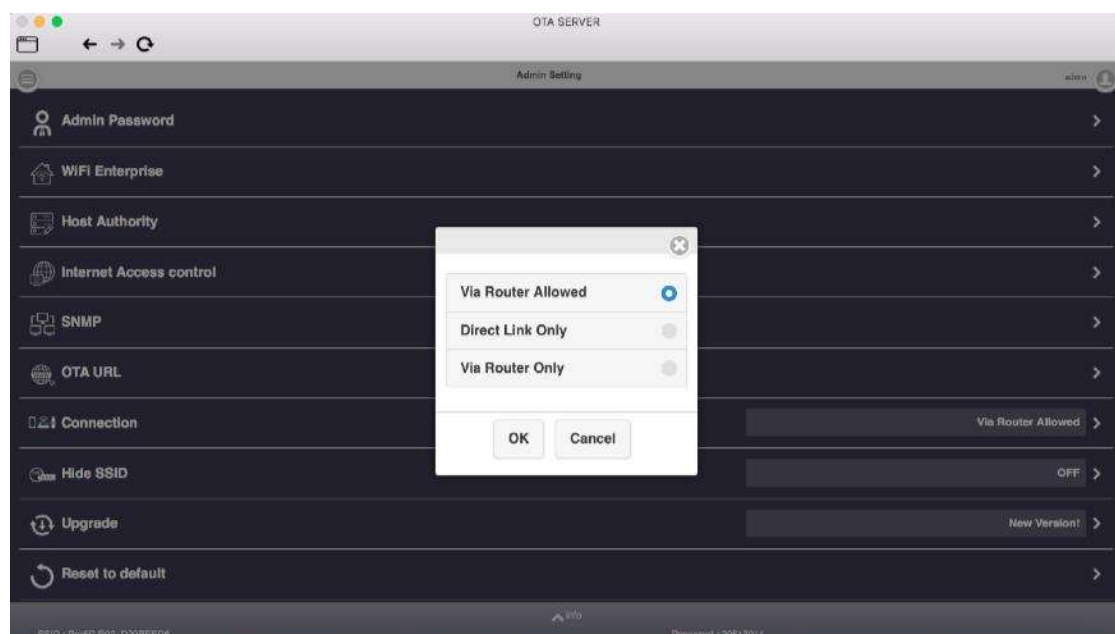 OTA SERVER
Admin Setting
admin
Admin Password
WiFi Enterprise
Host Authority
Internet Access control
SNMP
OTA URL
Connection
Via Router Allowed
Hide SSID
OFF
Upgrade
New Version!
Reset to default
Via Router Allowed
Direct Link Only
Via Router Only
OK
Cancel
Info